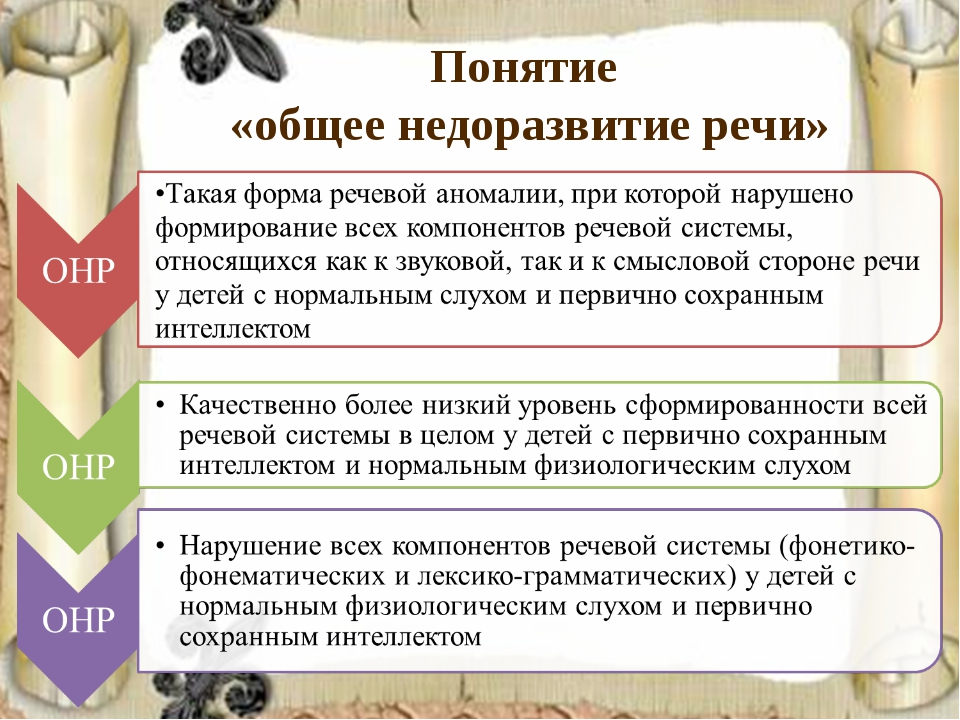 Понятие
«общее недоразвитие речи»
ОНР
•Такая форма речевой аномалии, при которой нарушено
формирование всех компонентов речевой системы,
относящихся как к звуковой, так и к смысловой стороне речи
у детей с нормальным слухом и первично сохранным
интеллектом
ОНР
• Качественно более низкий уровень сформированности всей
речевой системы в целом у детей с первично сохранным
интеллектом и нормальным физиологическим слухом
ОНР
• Нарушение всех компонентов речевой системы (фонетико-
фонематических и лексико-грамматических) у детей с
нормальным физиологическим слухом и первично
сохранным интеллектом